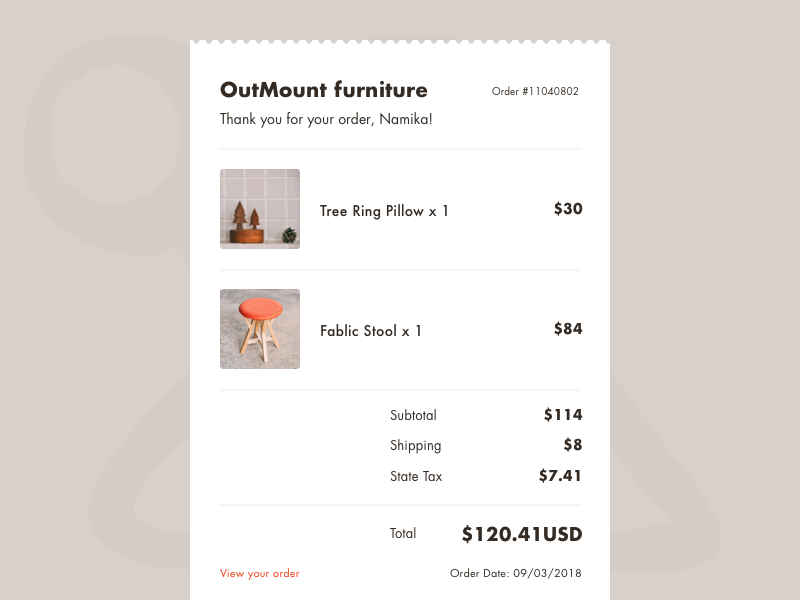 OutMount furniture
Order #11040802
Thank you for your order, Namika!
Tree Ring Pillow x 1
$30
Fablic Stool x 1
$84
Subtotal $114
Shipping $8
State Tax $7.41
Total $120.41USD
View your order
Order Date: 09/03/2018